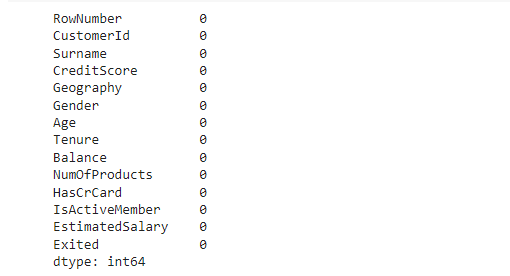 RowNumber 0
CustomerId 0
Surname 0
CreditScore 0
Geography 0
Gender 0
Age 0
Tenure 0
Balance 0
NumOfProducts 0
HasCrCard 0
IsActiveMember 0
EstimatedSalary 0
Exited 0
dtype: int64